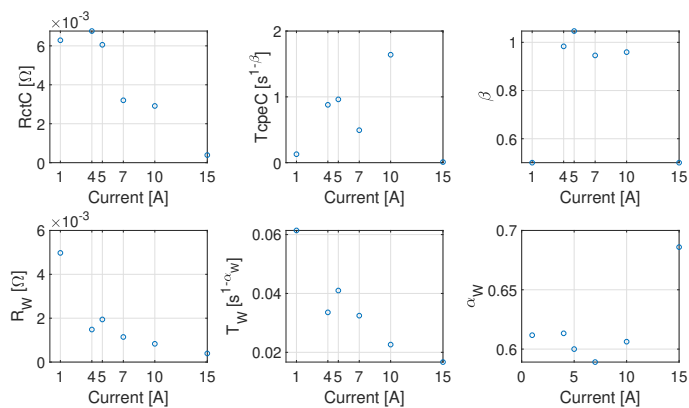 ×10⁻³
6
4
2
0
RctC [Ω]
1 4 5 7 10 15
Current [A]
2
1
0
TcpeC [s^{1-β}]
1 4 5 7 10 15
Current [A]
1
0.8
0.6
β
1 4 5 7 10 15
Current [A]
×10⁻³
6
4
2
0
R_W [Ω]
1 4 5 7 10 15
Current [A]
0.06
0.04
0.02
T_W [s^{1-α_W}]
1 4 5 7 10 15
Current [A]
0.7
0.65
0.6
α_W
0 5 10 15
Current [A]